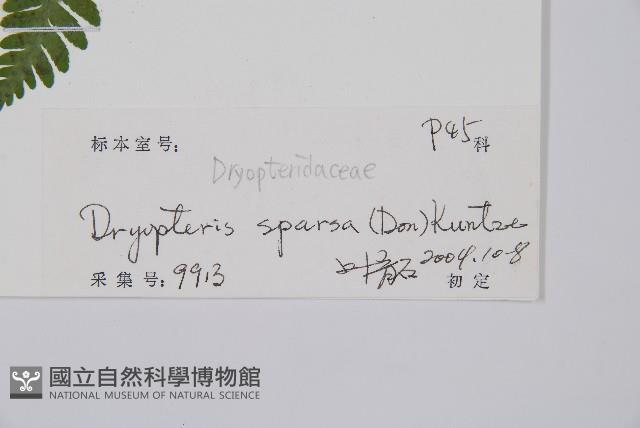 标本室号: P45科
Dryopteridaceae
Dryopteris sparsa (Don) Kuntze
采集号: 9913 2004.10-8
初定
國立自然科學博物館
NATIONAL MUSEUM OF NATURAL SCIENCE